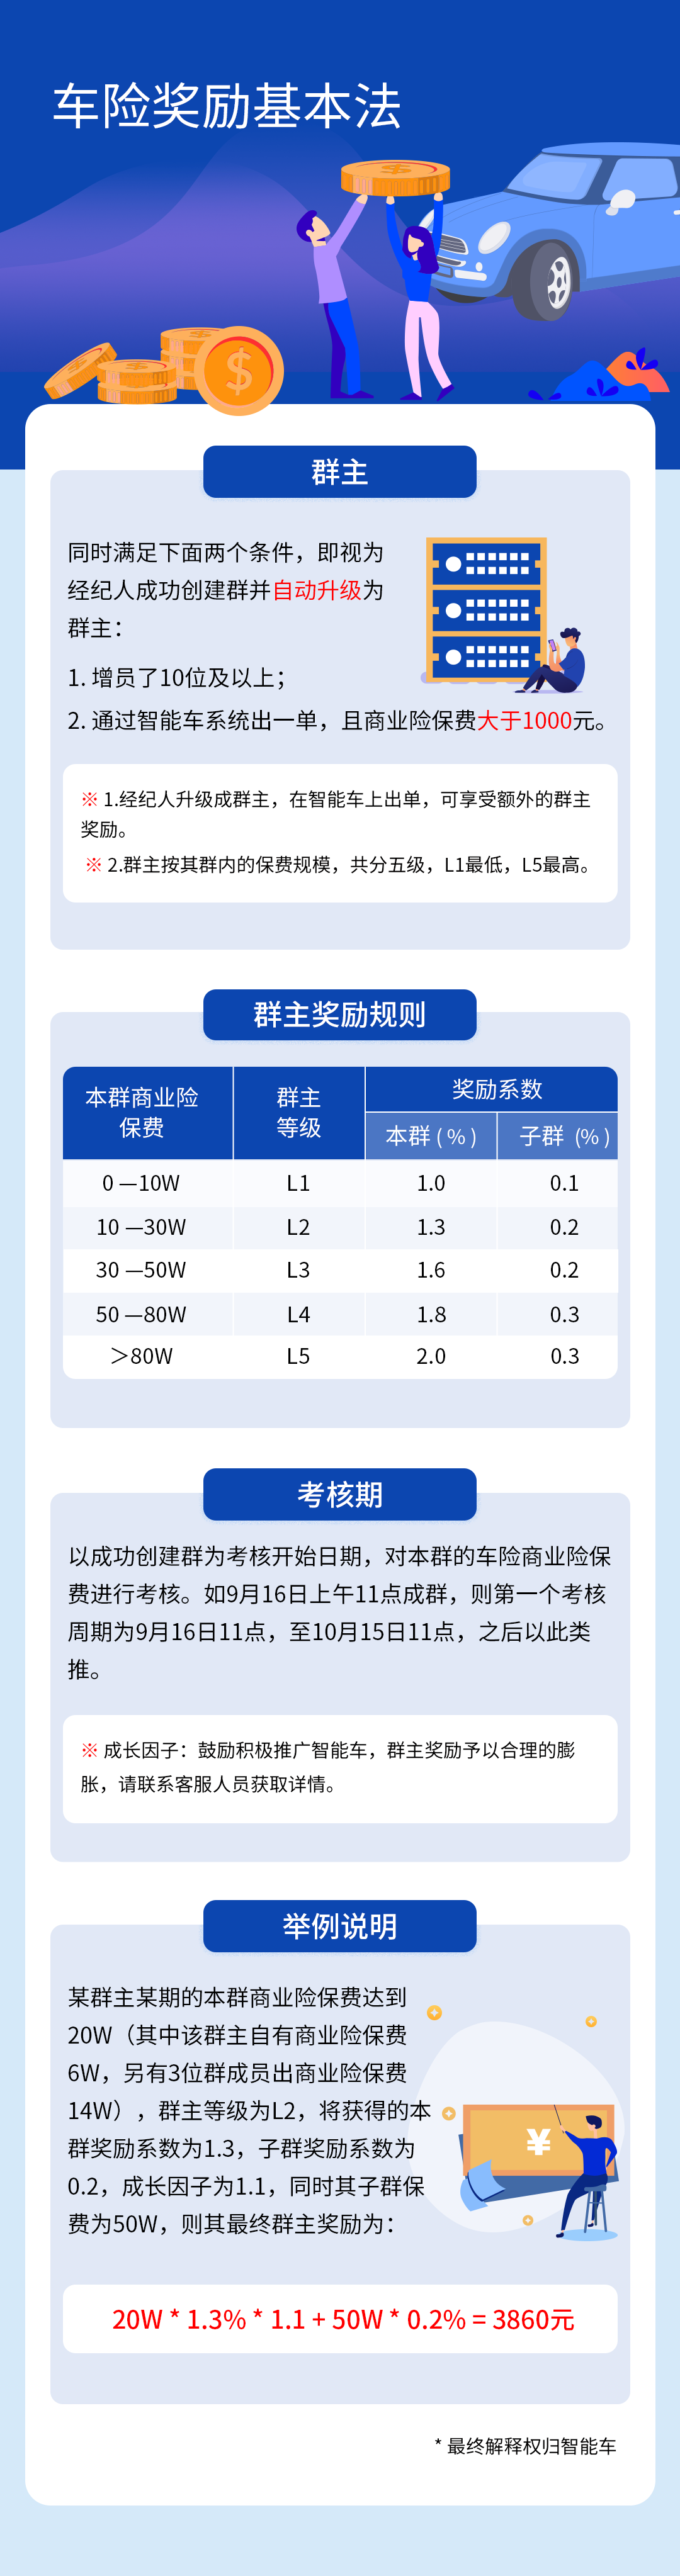 车险奖励基本法
$
$
群主
同时满足下面两个条件，即视为
经纪人成功创建群并自动升级为
群主：
1. 增员了10位及以上；
2. 通过智能车系统出一单，且商业险保费大于1000元。
※ 1.经纪人升级成群主，在智能车上出单，可享受额外的群主
奖励。
※ 2.群主按其群内的保费规模，共分五级，L1最低，L5最高。
群主奖励规则
本群商业险
保费
群主
等级
奖励系数
本群 ( % )
子群 (% )
0 —10W L1 1.0 0.1
10 —30W L2 1.3 0.2
30 —50W L3 1.6 0.2
50 —80W L4 1.8 0.3
＞80W L5 2.0 0.3
考核期
以成功创建群为考核开始日期，对本群的车险商业险保
费进行考核。如9月16日上午11点成群，则第一个考核
周期为9月16日11点，至10月15日11点，之后以此类
推。
※ 成长因子：鼓励积极推广智能车，群主奖励予以合理的膨
胀，请联系客服人员获取详情。
举例说明
某群主某期的本群商业险保费达到
20W（其中该群主自有商业险保费
6W，另有3位群成员出商业险保费
14W），群主等级为L2，将获得的本
群奖励系数为1.3，子群奖励系数为
0.2，成长因子为1.1，同时其子群保
费为50W，则其最终群主奖励为：
¥
20W * 1.3% * 1.1 + 50W * 0.2% = 3860元
* 最终解释权归智能车